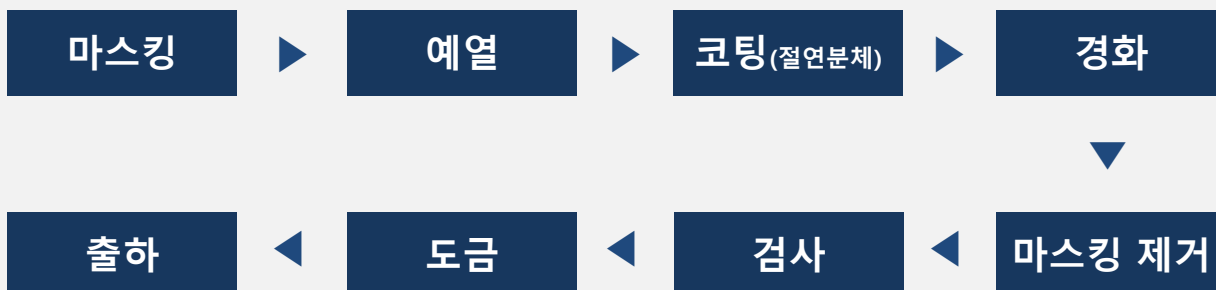 마스킹
예열
코팅(절연분체)
경화
마스킹 제거
검사
도금
출하